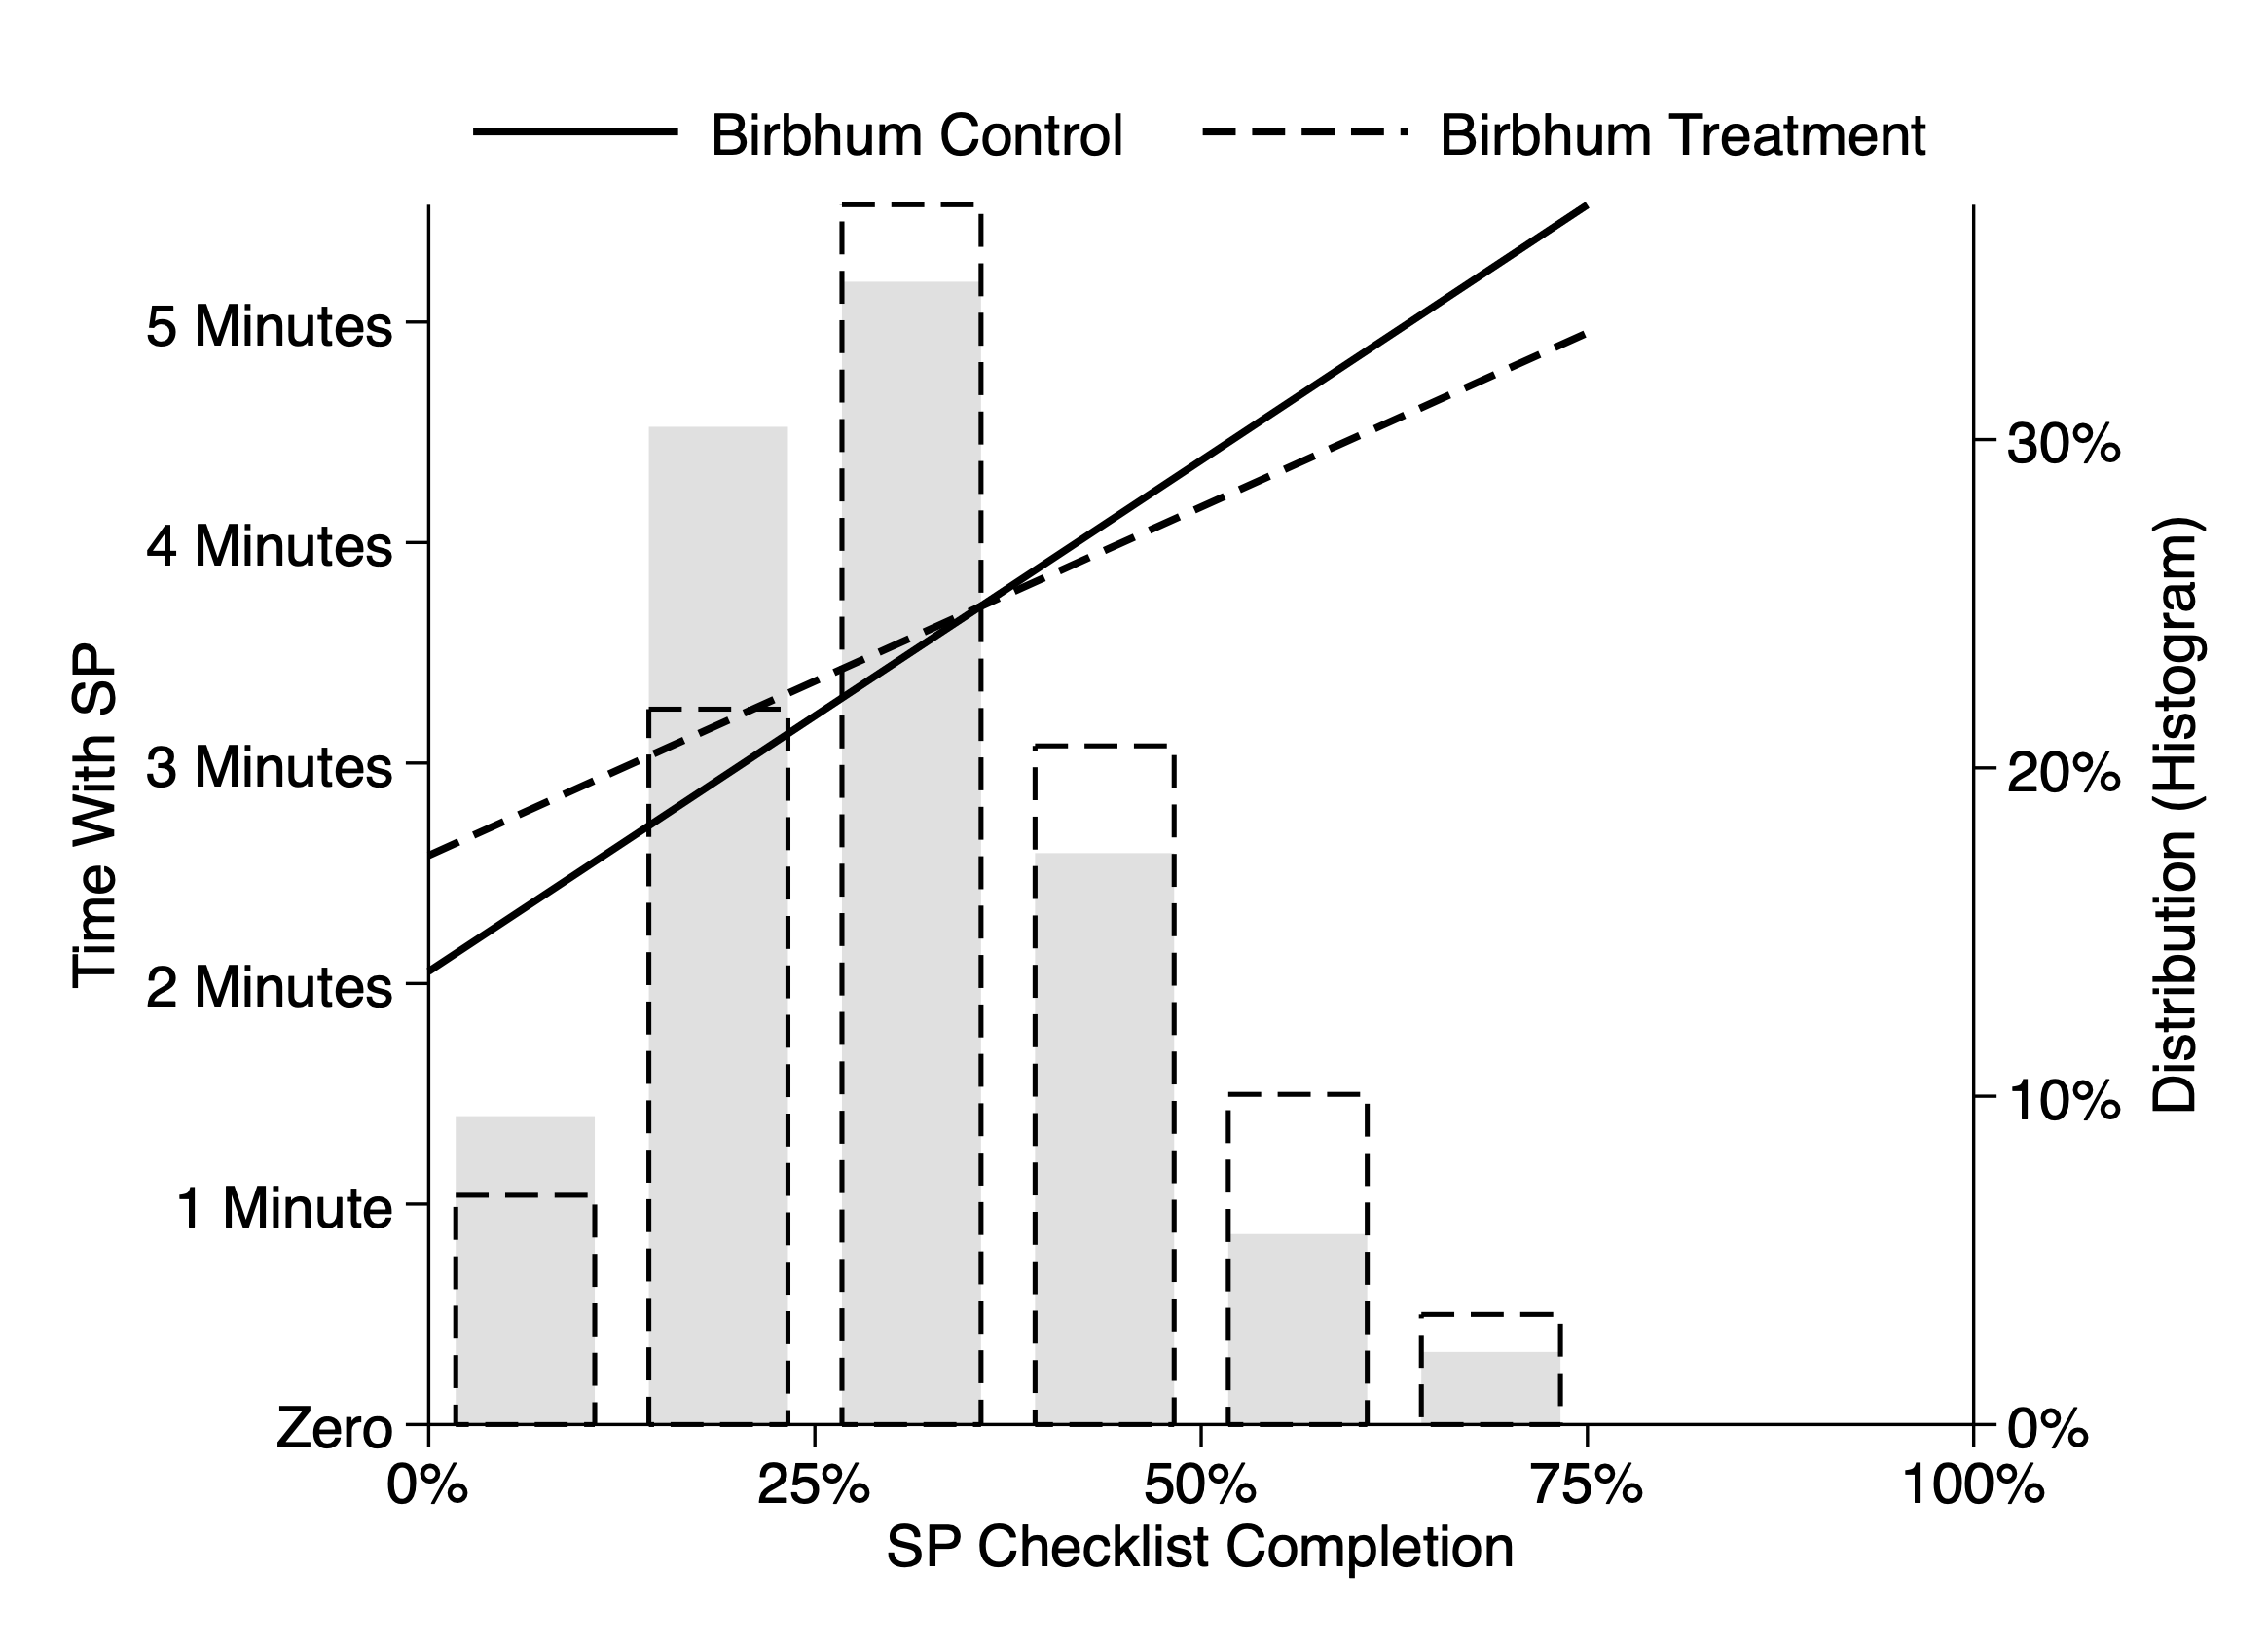 Birbhum Control Birbhum Treatment
Time With SP
5 Minutes
4 Minutes
3 Minutes
2 Minutes
1 Minute
Zero
30%
20%
10%
0%
Distribution (Histogram)
0% 25% 50% 75% 100%
SP Checklist Completion